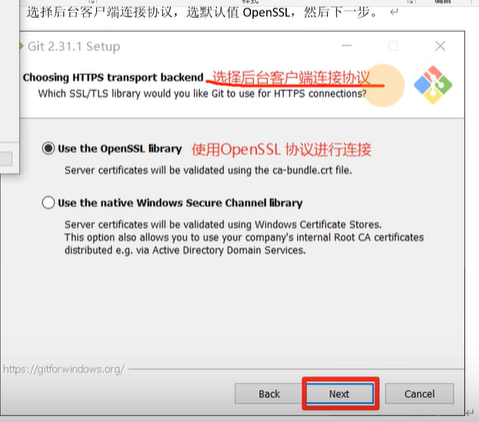 选择后台客户端连接协议，选默认值 OpenSSL，然后下一步。
Git 2.31.1 Setup
Choosing HTTPS transport backend 选择后台客户端连接协议
Which SSL/TLS library would you like Git to use for HTTPS connections?
Use the OpenSSL library 使用OpenSSL 协议进行连接
Server certificates will be validated using the ca-bundle.crt file.
Use the native Windows Secure Channel library
Server certificates will be validated using Windows Certificate Stores.
This option also allows you to use your company's internal Root CA certificates
distributed e.g. via Active Directory Domain Services.
https://gitforwindows.org/
Back Next Cancel